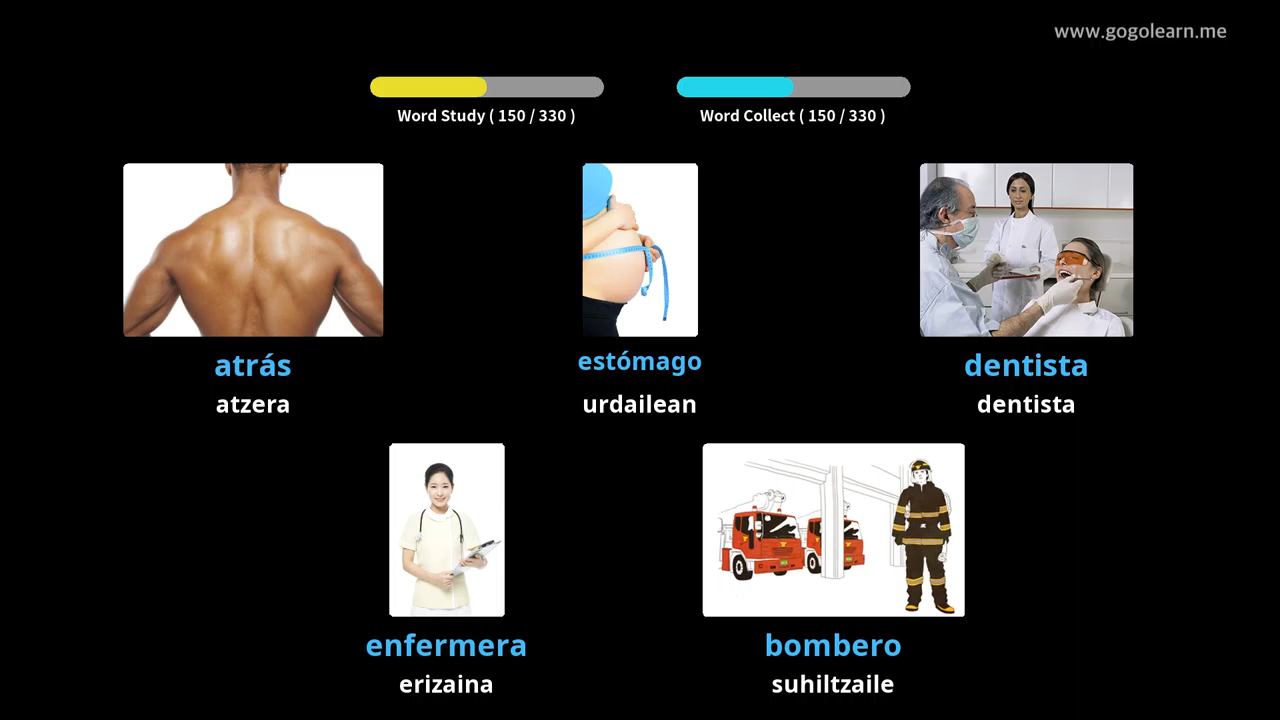 www.gogolearn.me
Word Study ( 150 / 330 )
Word Collect ( 150 / 330 )
atrás
atzera
estómago
urdailean
dentista
dentista
enfermera
erizaina
bombero
suhiltzaile